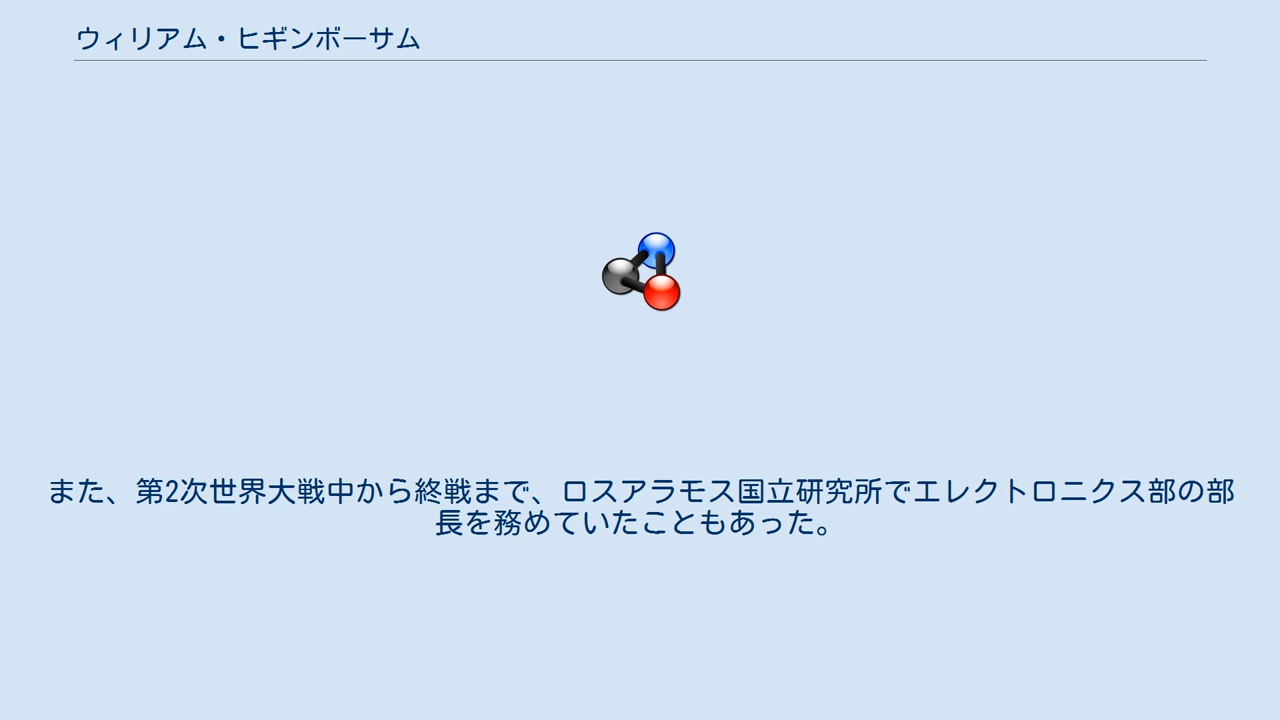 ウィリアム・ヒギンボーサム
また、第2次世界大戦中から終戦まで、ロスアラモス国立研究所でエレクトロニクス部の部
長を務めていたこともあった。